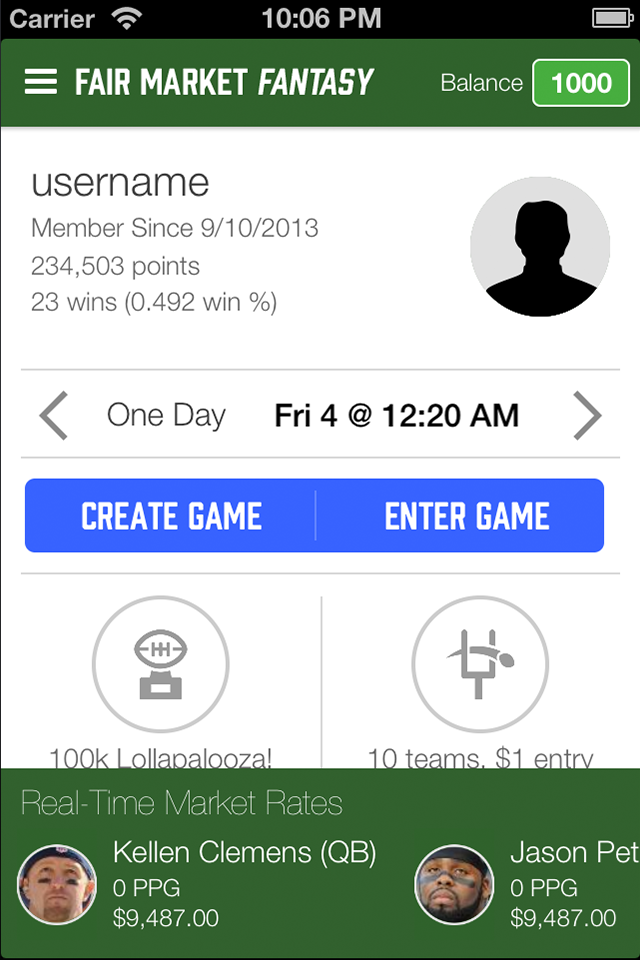 Carrier 10:06 PM
FAIR MARKET FANTASY Balance 1000
username
Member Since 9/10/2013
234,503 points
23 wins (0.492 win %)
One Day Fri 4 @ 12:20 AM
CREATE GAME ENTER GAME
100k Lollapalooza! 10 teams, $1 entry
Real-Time Market Rates
Kellen Clemens (QB) Jason Pet
0 PPG 0 PPG
$9,487.00 $9,487.00